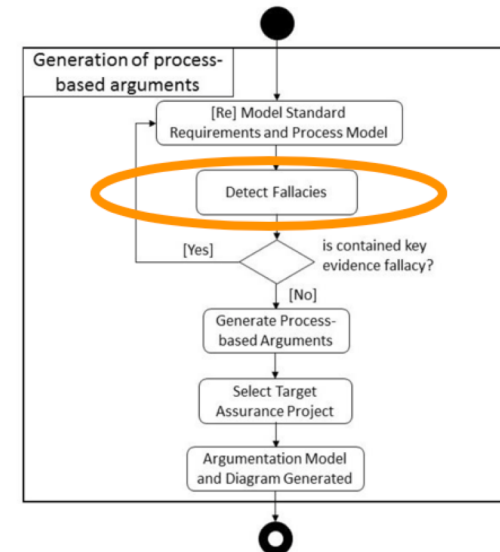 Generation of process-
based arguments
[Re] Model Standard
Requirements and Process Model
Detect Fallacies
[Yes]
is contained key
evidence fallacy?
[No]
Generate Process-
based Arguments
Select Target
Assurance Project
Argumentation Model
and Diagram Generated